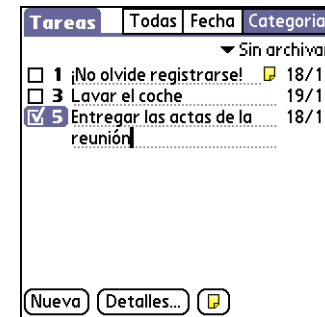 Tareas Todas Fecha Categoría
Sin archivar
1 ¡No olvide registrarse! 18/1
3 Lavar el coche 19/1
5 Entregar las actas de la 18/1
reunión
Nueva Detalles...